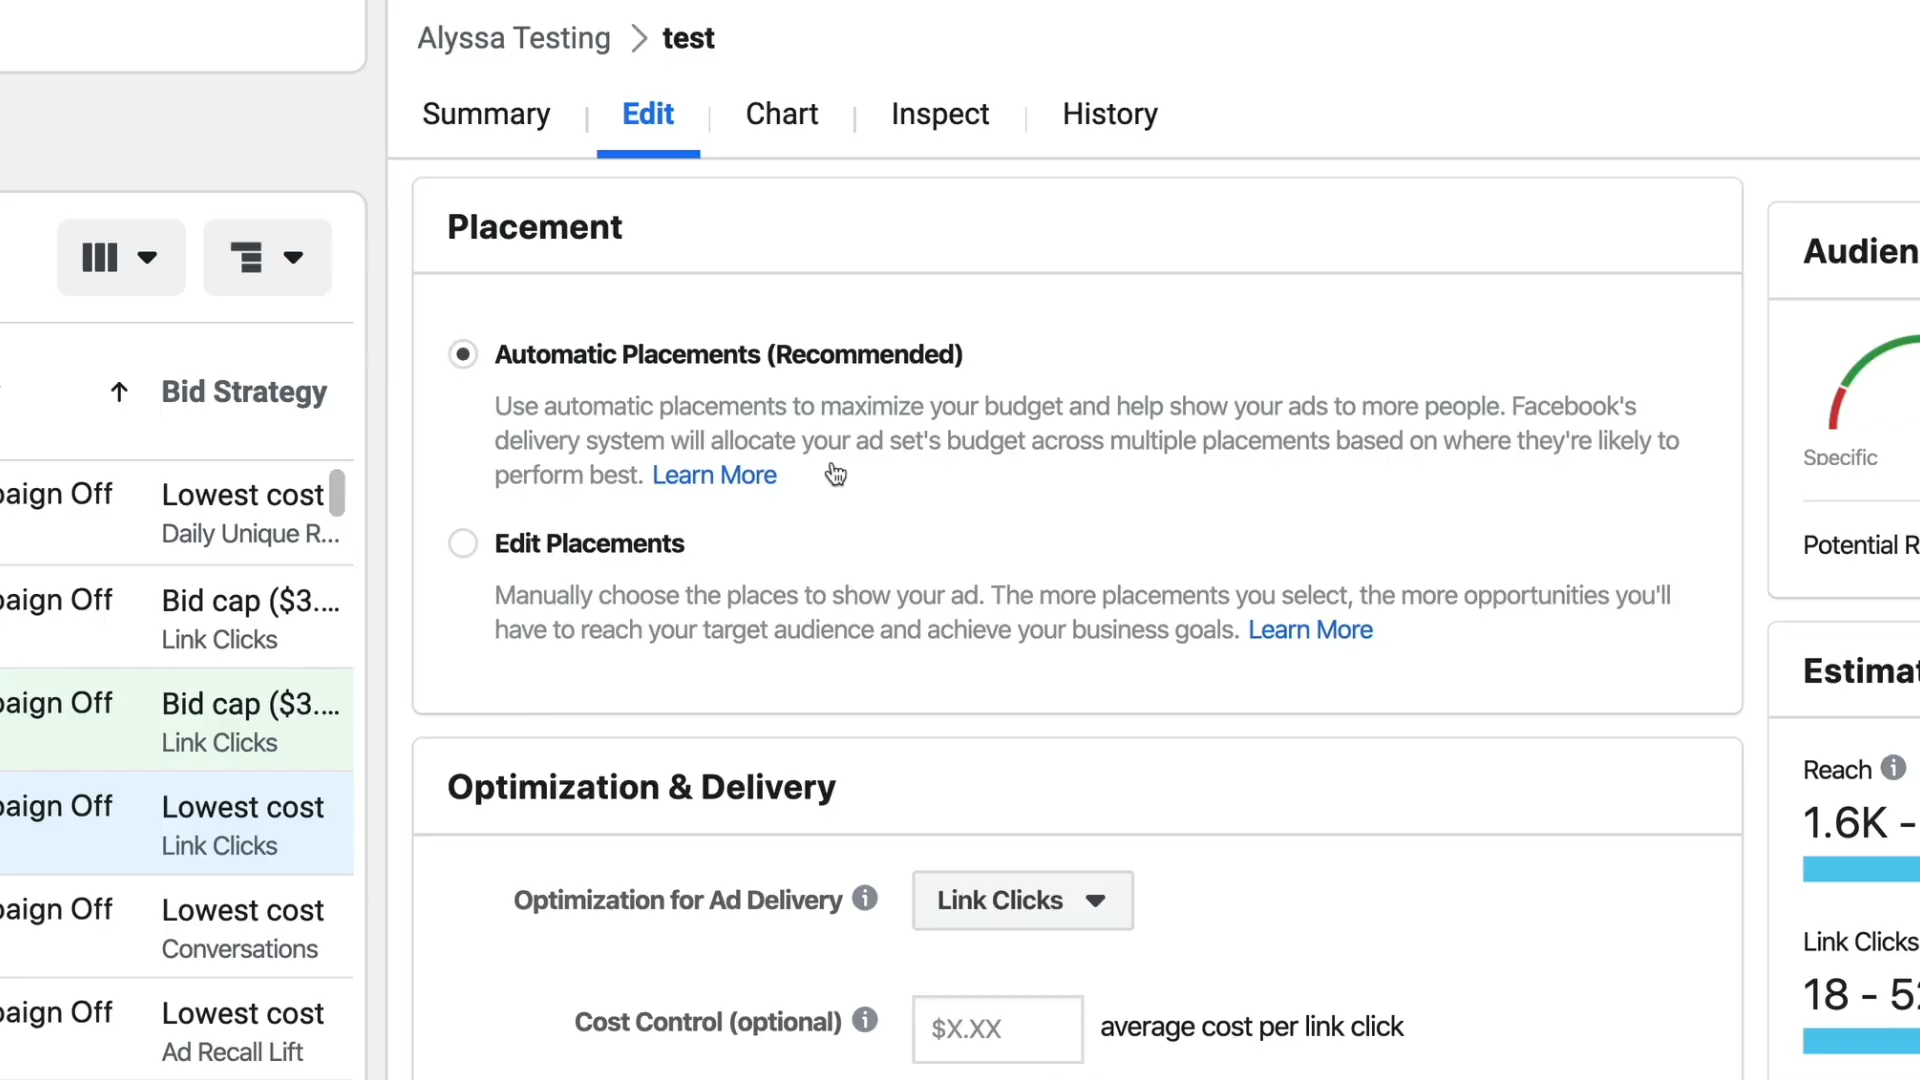 Alyssa Testing > test
Summary | Edit | Chart | Inspect | History
Placement
Automatic Placements (Recommended)
Use automatic placements to maximize your budget and help show your ads to more people. Facebook's
delivery system will allocate your ad set's budget across multiple placements based on where they're likely to
perform best. Learn More
Edit Placements
Manually choose the places to show your ad. The more placements you select, the more opportunities you'll
have to reach your target audience and achieve your business goals. Learn More
Optimization & Delivery
Optimization for Ad Delivery
Link Clicks
Cost Control (optional)
$X.XX
average cost per link click
Bid Strategy
paign Off
Lowest cost
Daily Unique R...
paign Off
Bid cap ($3....
Link Clicks
paign Off
Bid cap ($3....
Link Clicks
paign Off
Lowest cost
Link Clicks
paign Off
Lowest cost
Conversations
paign Off
Lowest cost
Ad Recall Lift
Audien
Specific
Potential R
Estimat
Reach
1.6K -
Link Clicks
18 - 52